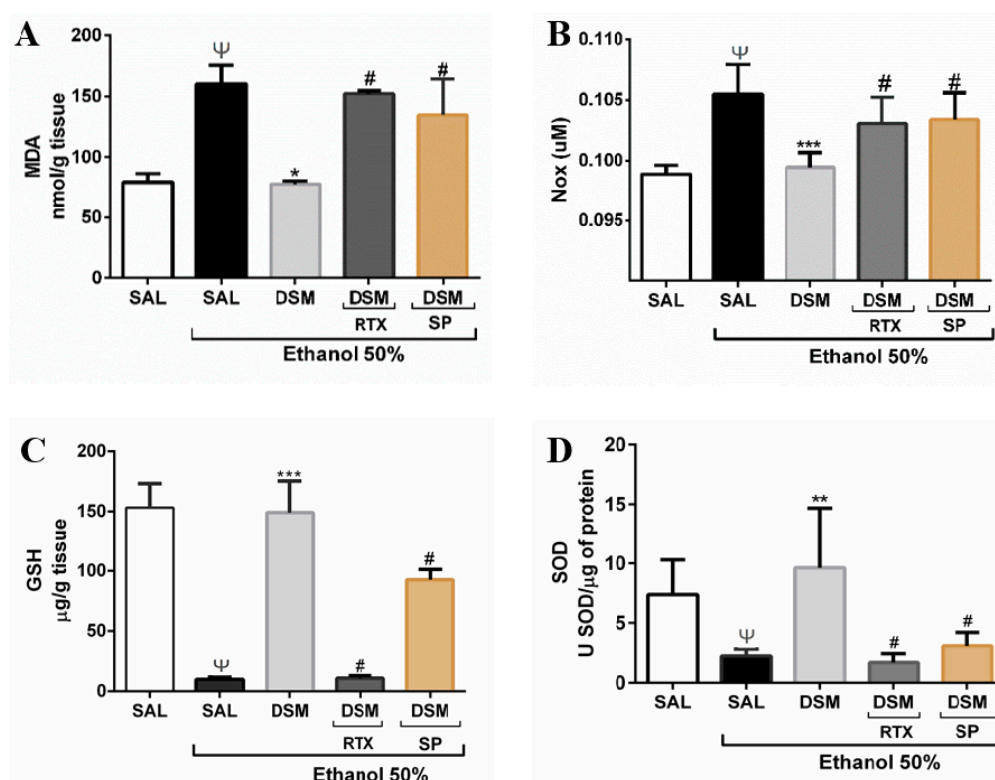 A
MDA
nmol/g tissue
200
150
100
50
0
Ψ
*
#
#
SAL SAL DSM DSM DSM
RTX SP
Ethanol 50%
B
Nox (uM)
0.110
0.105
0.100
0.095
Ψ
***
#
#
SAL SAL DSM DSM DSM
RTX SP
Ethanol 50%
C
GSH
µg/g tissue
200
150
100
50
0
Ψ
***
#
#
SAL SAL DSM DSM DSM
RTX SP
Ethanol 50%
D
SOD
U SOD/µg of protein
20
15
10
5
0
Ψ
**
#
#
SAL SAL DSM DSM DSM
RTX SP
Ethanol 50%